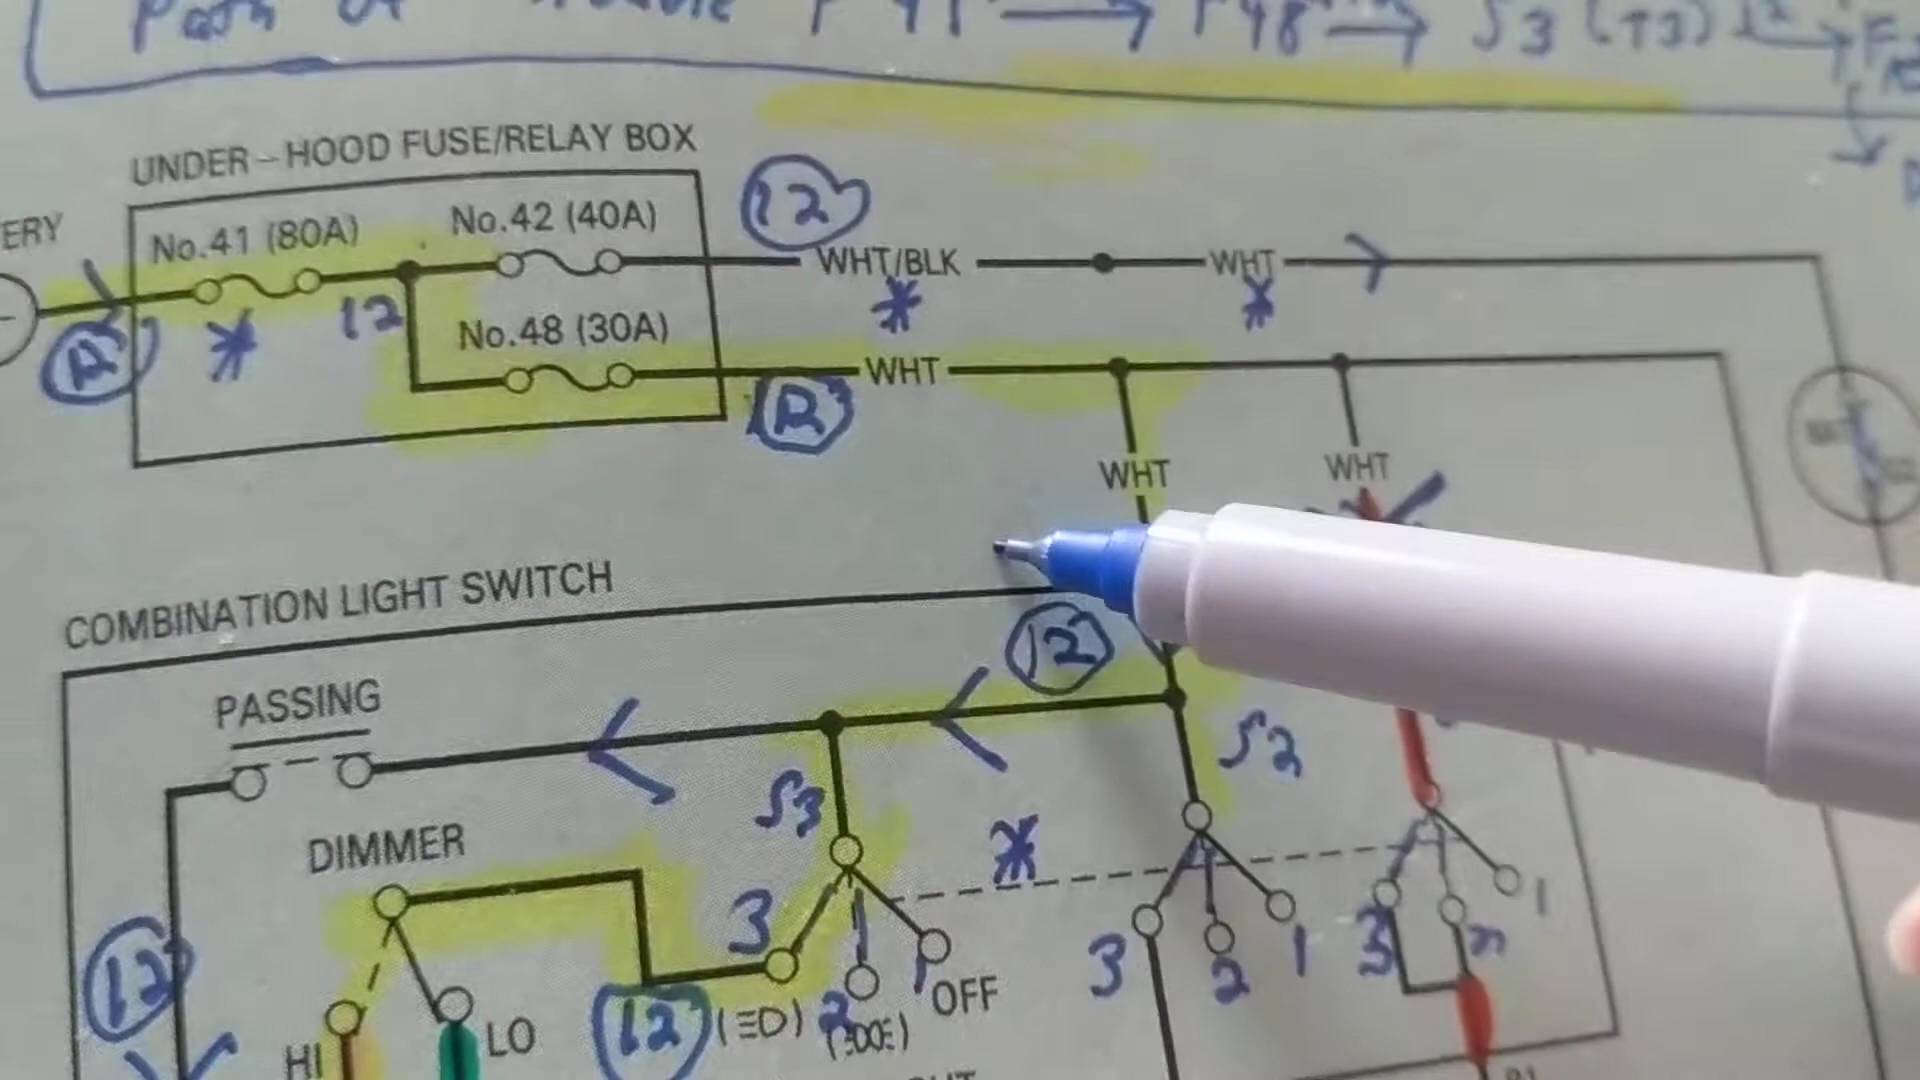 Path of F41 → F48 → S3 (T3)
UNDER-HOOD FUSE/RELAY BOX
ERY
No.41 (80A)
No.42 (40A)
12
WHT/BLK
WHT
*
*
*
12
No.48 (30A)
WHT
WHT
WHT
COMBINATION LIGHT SWITCH
12
PASSING
S3
S2
DIMMER
*
3
3
2
1
3
1
12
12
2
OFF
HI
LO